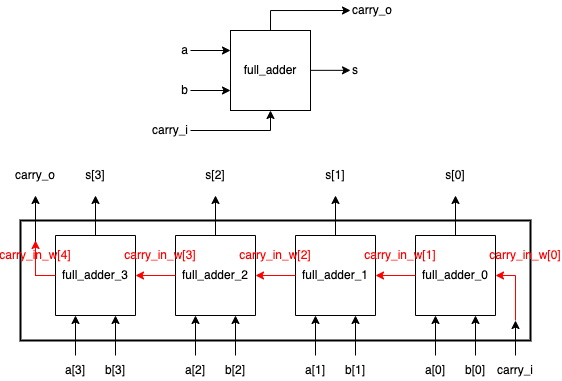 carry_o
a
full_adder
s
b
carry_i
carry_o s[3] s[2] s[1] s[0]
carry_in_w[4] carry_in_w[3] carry_in_w[2] carry_in_w[1] carry_in_w[0]
full_adder_3 full_adder_2 full_adder_1 full_adder_0
a[3] b[3] a[2] b[2] a[1] b[1] a[0] b[0] carry_i